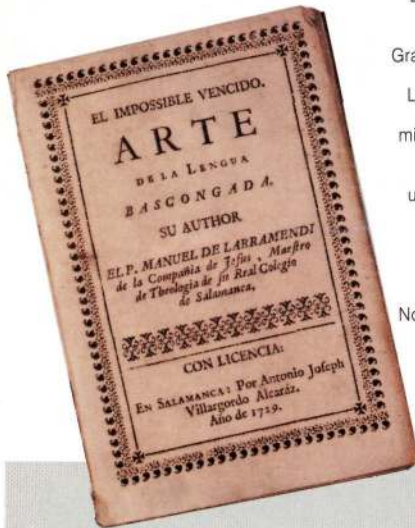 EL IMPOSSIBLE VENCIDO.
ARTE
DE LA LENGUA
BASCONGADA.
SU AUTHOR
EL P. MANUEL DE LARRAMENDI
de la Compañia de Jesus, Maestro
de Theologia de su Real Colegio
de Salamanca.
CON LICENCIA:
EN SALAMANCA: Por Antonio Joseph
Villargordo Alcaráz.
Año de 1729.
Gra
L
mi
u
No